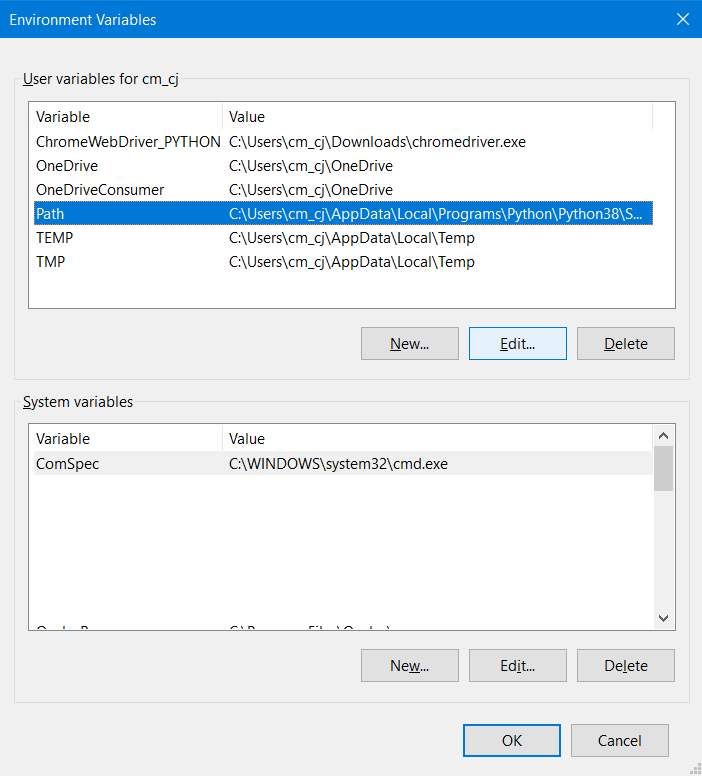 Environment Variables
User variables for cm_cj
Variable Value
ChromeWebDriver_PYTHON C:\Users\cm_cj\Downloads\chromedriver.exe
OneDrive C:\Users\cm_cj\OneDrive
OneDriveConsumer C:\Users\cm_cj\OneDrive
Path C:\Users\cm_cj\AppData\Local\Programs\Python\Python38\S...
TEMP C:\Users\cm_cj\AppData\Local\Temp
TMP C:\Users\cm_cj\AppData\Local\Temp
New... Edit... Delete
System variables
Variable Value
ComSpec C:\WINDOWS\system32\cmd.exe
New... Edit... Delete
OK Cancel